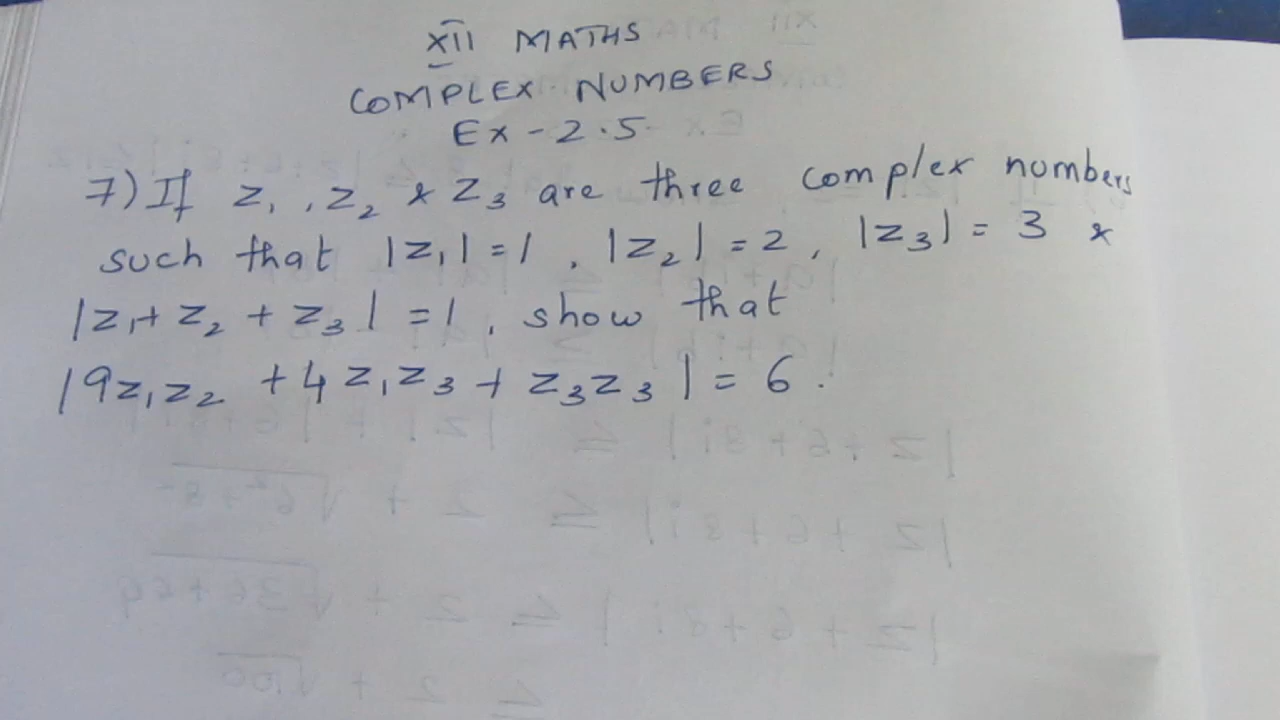 XII MATHS
COMPLEX NUMBERS
Ex - 2.5
7) If z₁, z₂ & z₃ are three complex numbers
such that |z₁| = 1, |z₂| = 2, |z₃| = 3 &
|z₁ + z₂ + z₃| = 1, show that
|9z₁z₂ + 4z₁z₃ + z₃z₃| = 6.